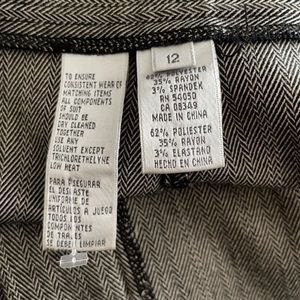 TO ENSURE
CONSISTENT WEAR OF
MATCHING ITEMS
ALL COMPONENTS
OF SUIT
SHOULD BE
DRY CLEANED
TOGETHER
USE ANY
SOLVENT EXCEPT
TRICHLORETHELYNE
LOW HEAT
PARA ASEGURAR
EL DESGASTE
UNIFORME DE
ARTICULOS A JUEGO
TODOS LOS
COMPONENTES
DE TRAJES
SE DEBEN LIMPIAR
12
62% POLYESTER
35% RAYON
3% SPANDEX
RN 54050
CA 08349
MADE IN CHINA
62% POLIESTER
35% RAYON
3% ELASTANO
HECHO EN CHINA